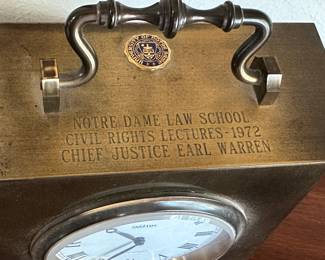 NOTRE DAME LAW SCHOOL
CIVIL RIGHTS LECTURES-1972
CHIEF JUSTICE EARL WARREN